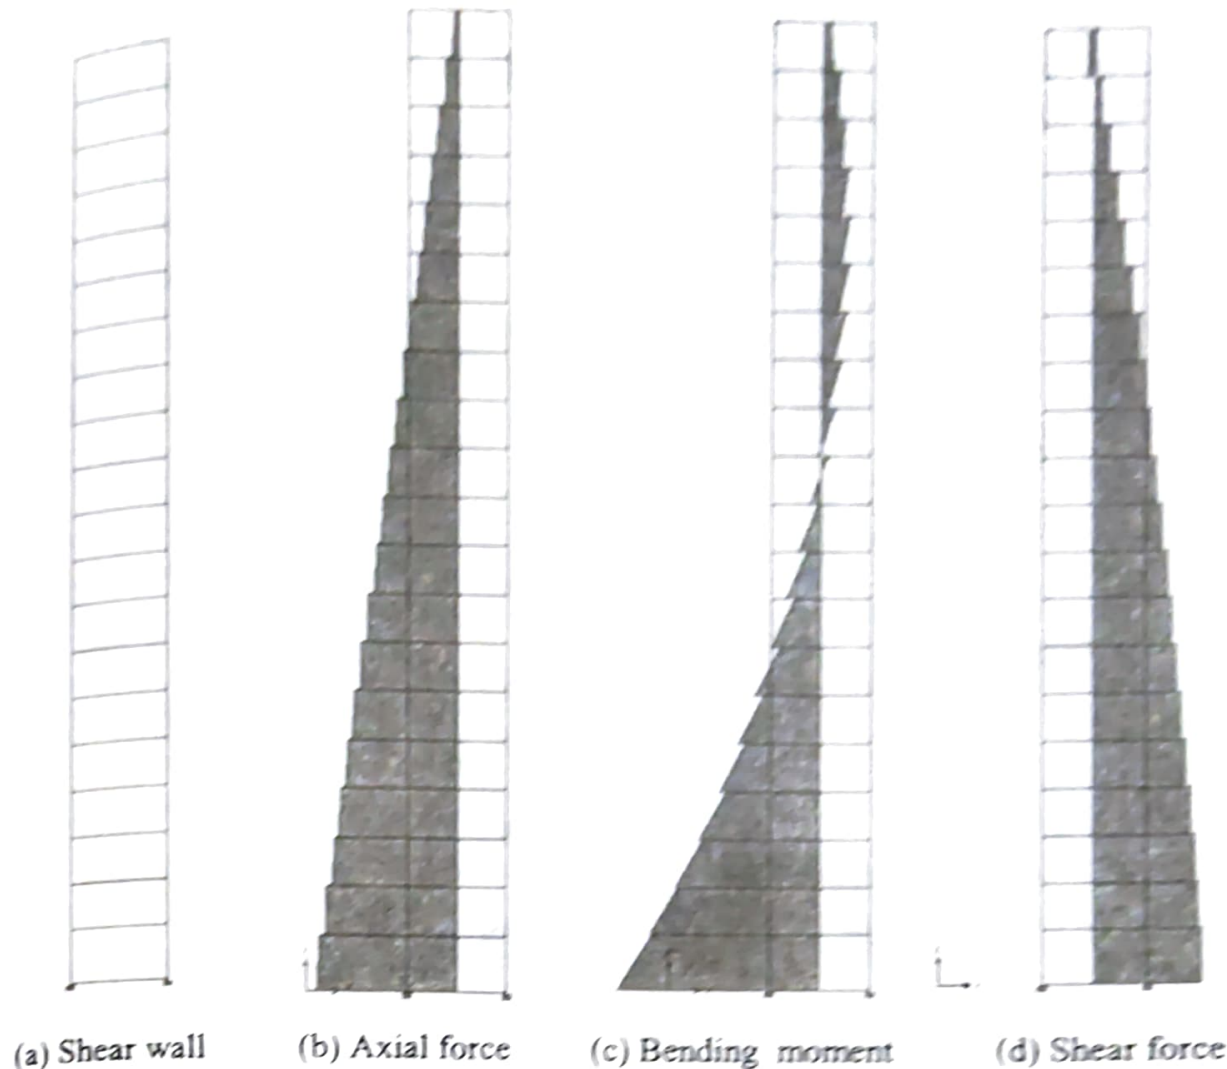 (a) Shear wall
(b) Axial force
(c) Bending moment
(d) Shear force